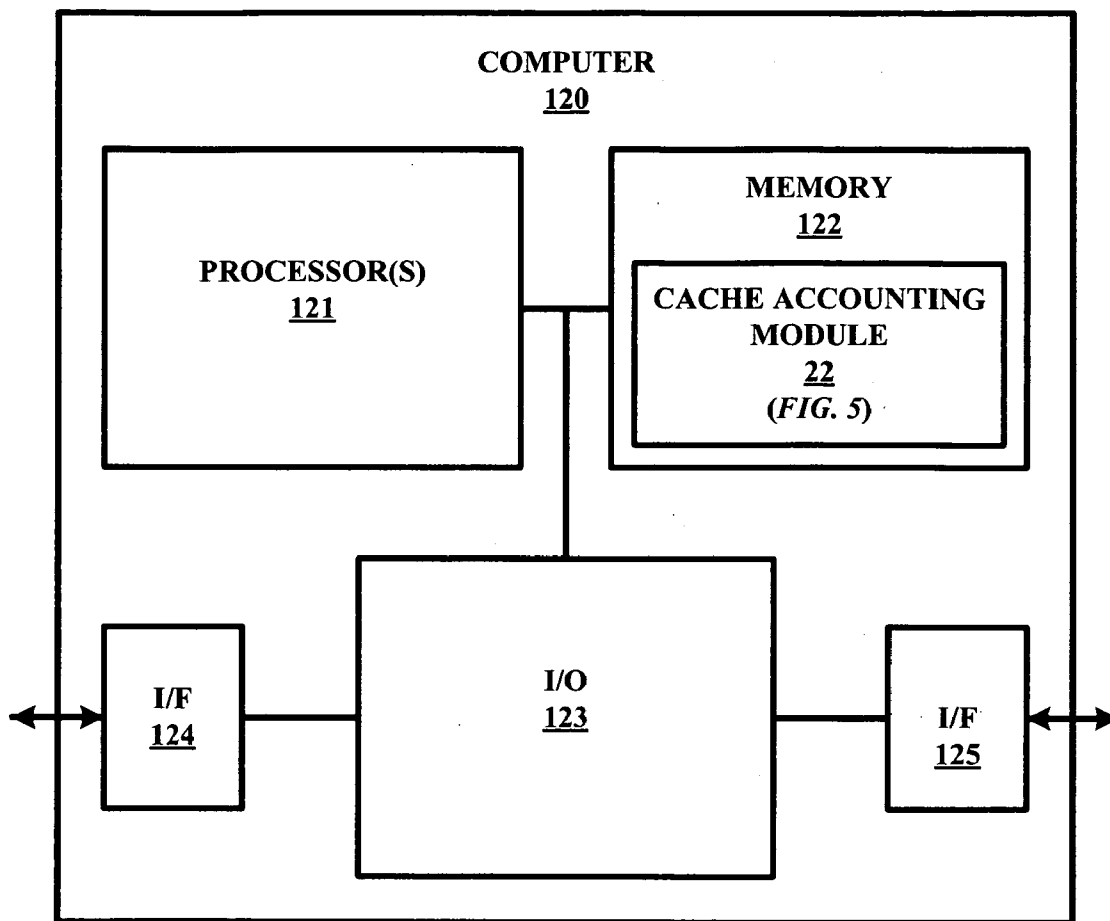 COMPUTER
120
PROCESSOR(S)
121
MEMORY
122
CACHE ACCOUNTING
MODULE
22
(FIG. 5)
I/F
124
I/O
123
I/F
125